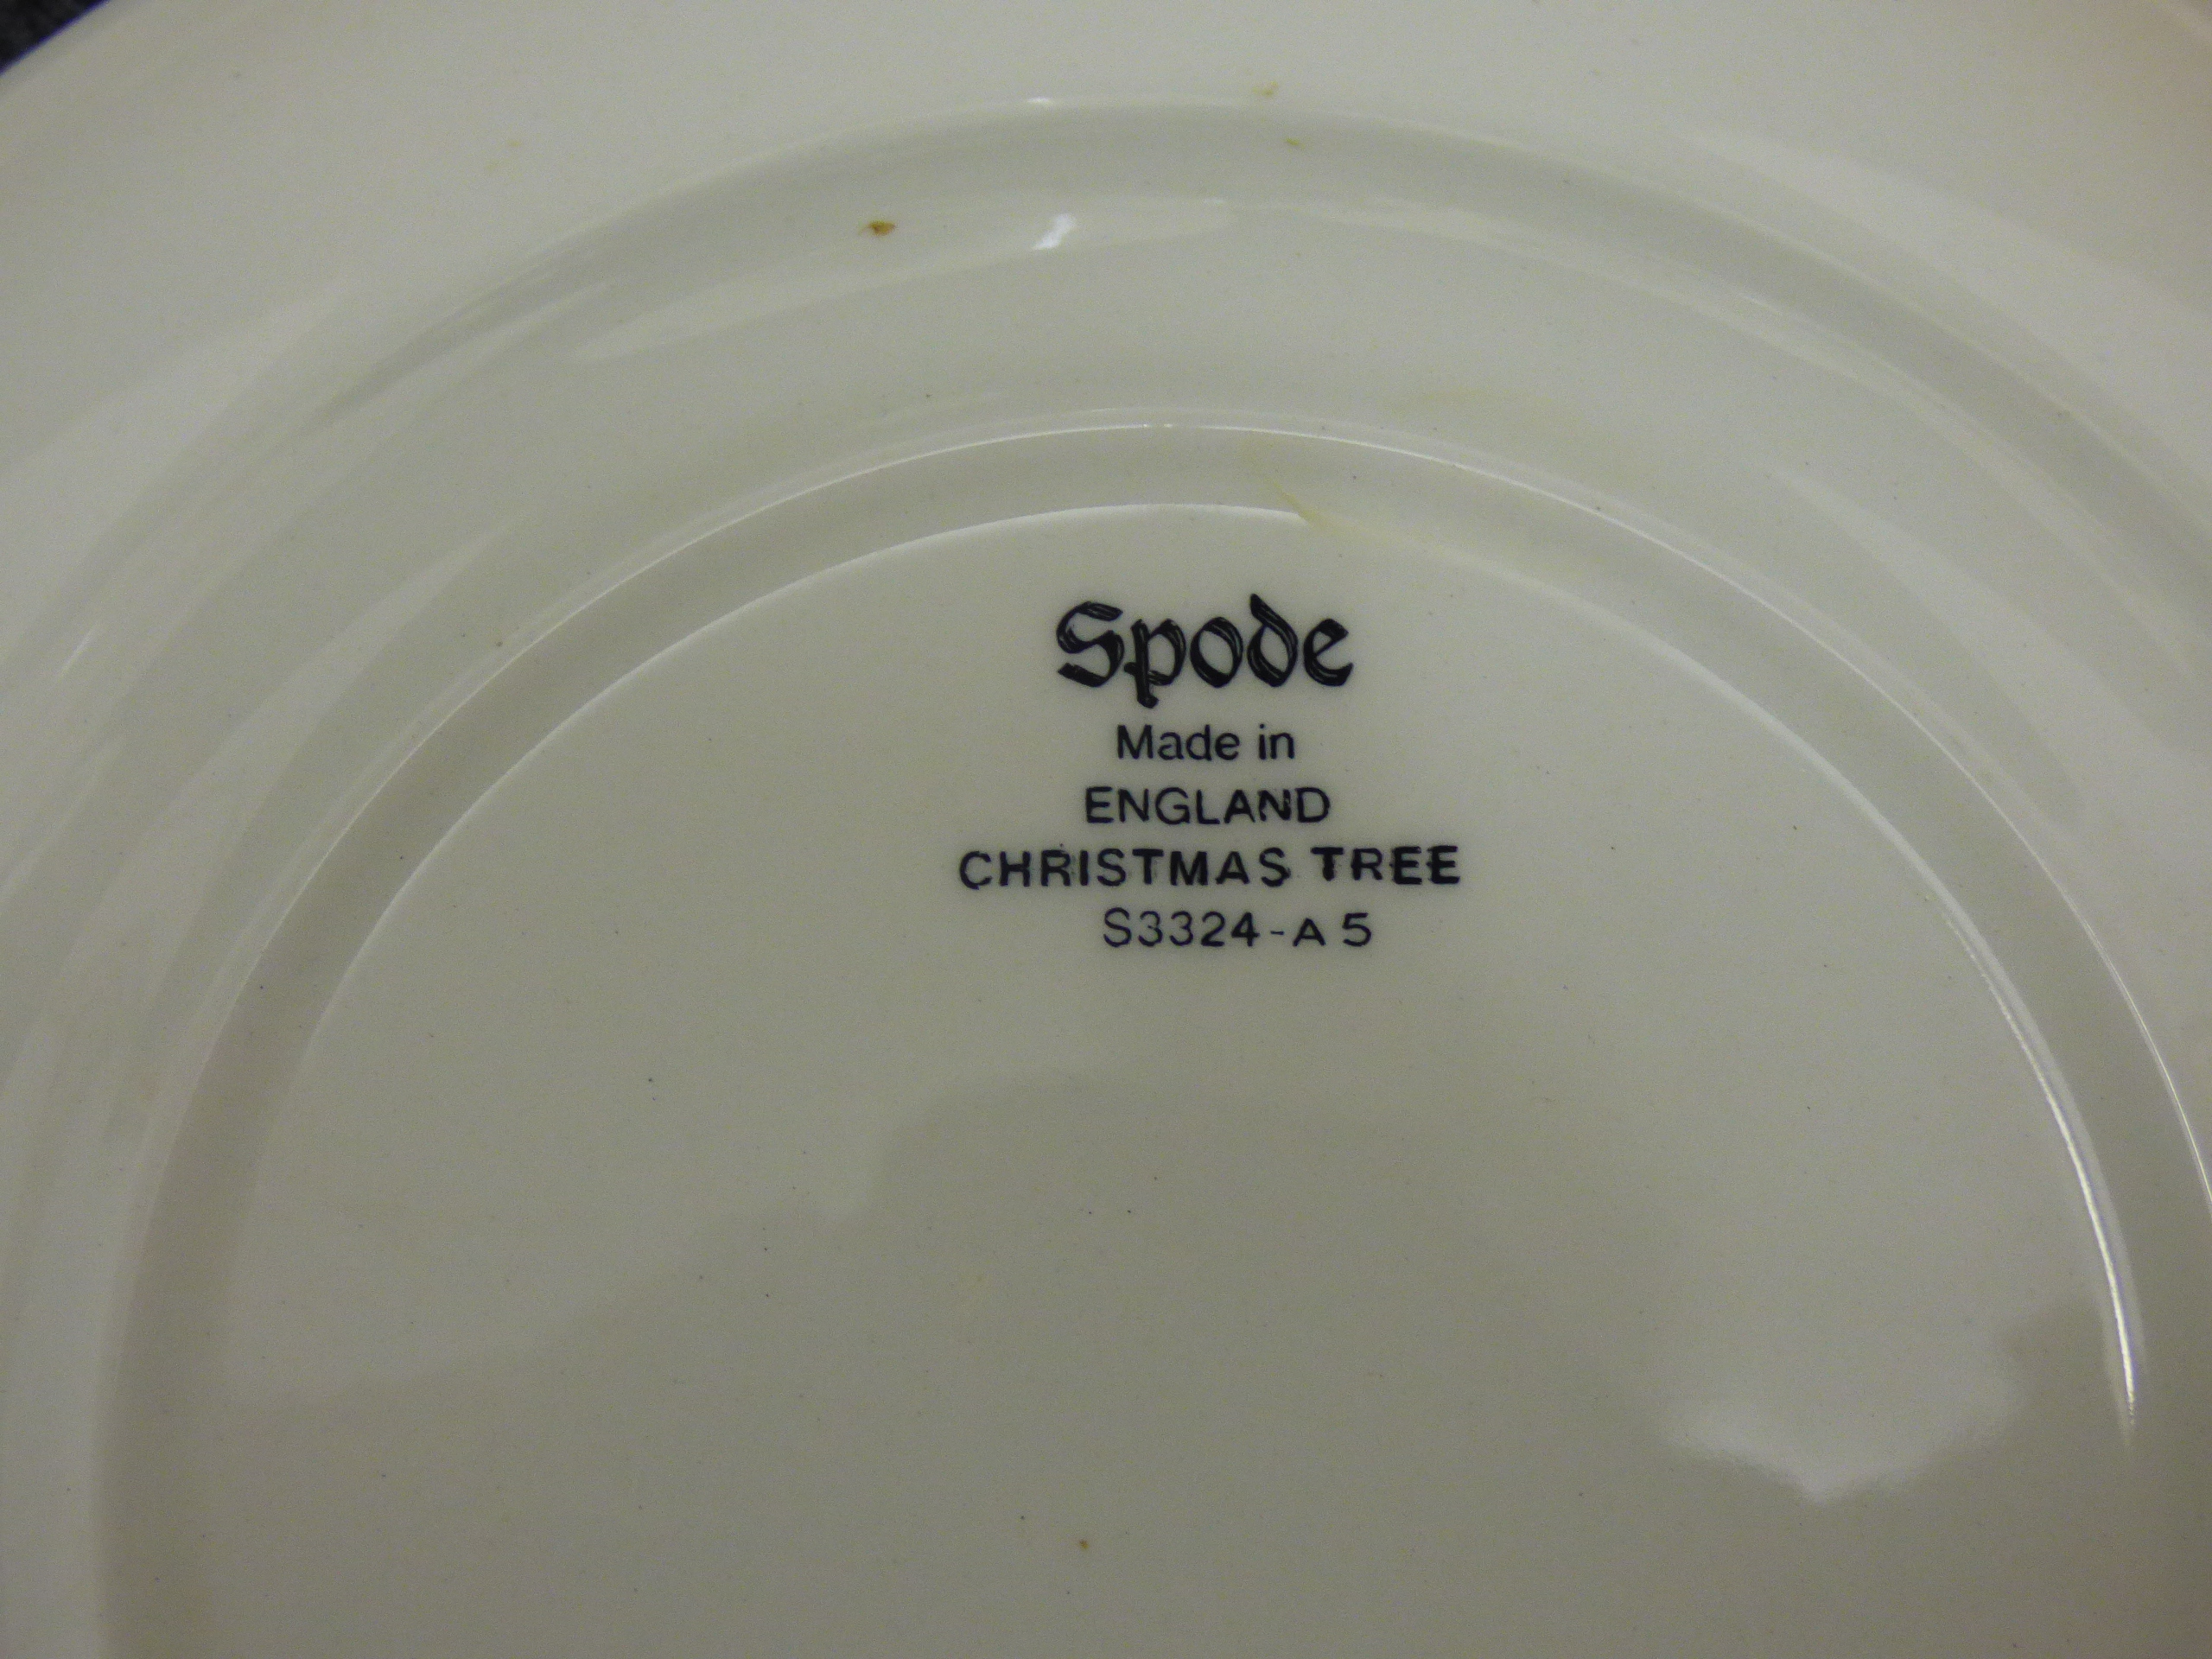 Spode
Made in
ENGLAND
CHRISTMAS TREE
S3324-A5